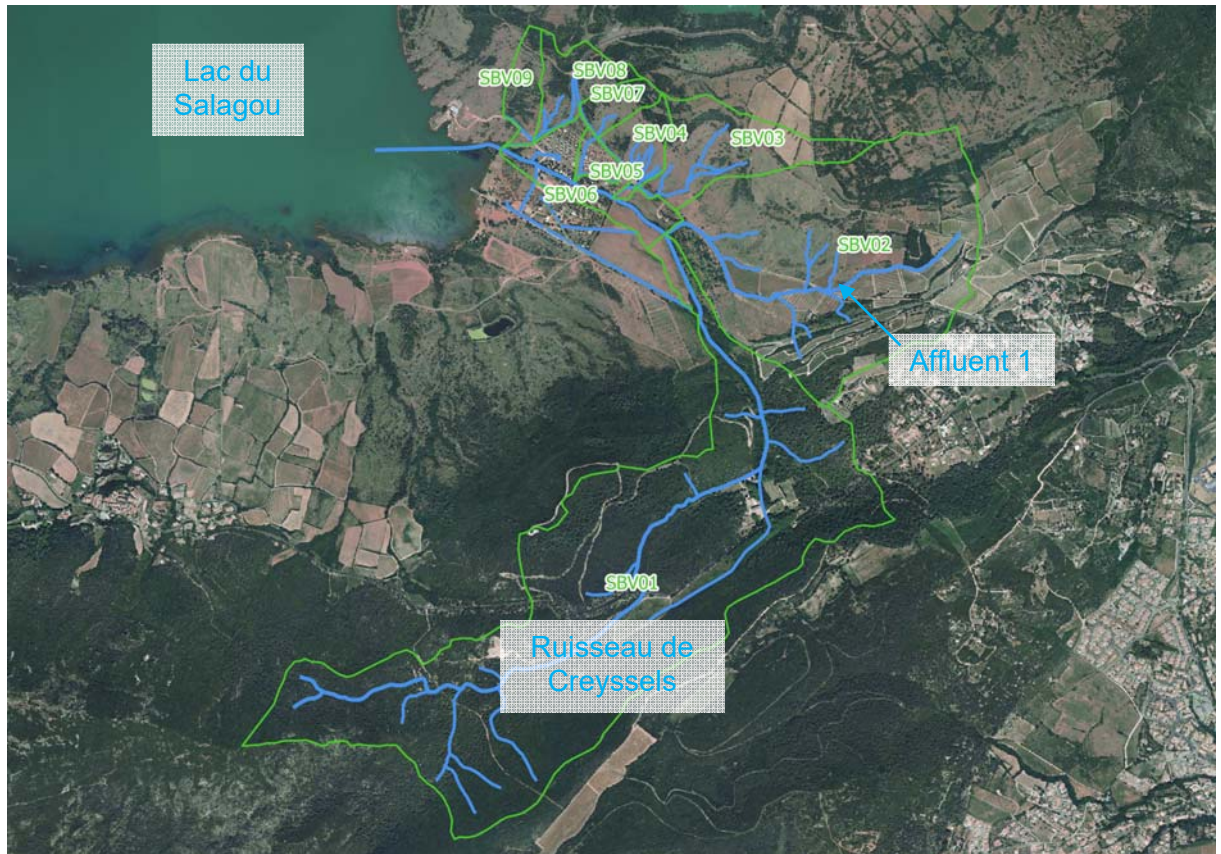 Lac du
Salagou
SBV09
SBV08
SBV07
SBV04
SBV03
SBV05
SBV06
SBV02
Affluent 1
SBV01
Ruisseau de
Creyssels